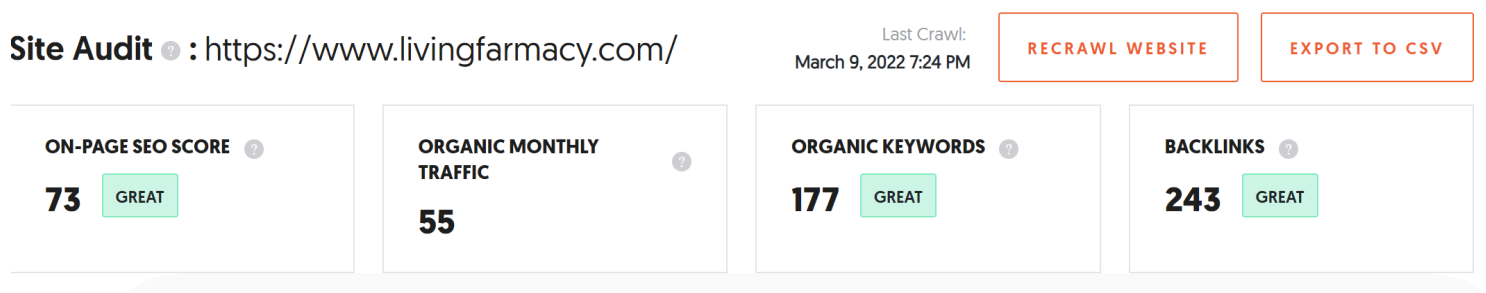 Site Audit ? : https://www.livingfarmacy.com/
Last Crawl:
March 9, 2022 7:24 PM
RECRAWL WEBSITE
EXPORT TO CSV
ON-PAGE SEO SCORE ?
73 GREAT
ORGANIC MONTHLY
TRAFFIC ?
55
ORGANIC KEYWORDS ?
177 GREAT
BACKLINKS ?
243 GREAT